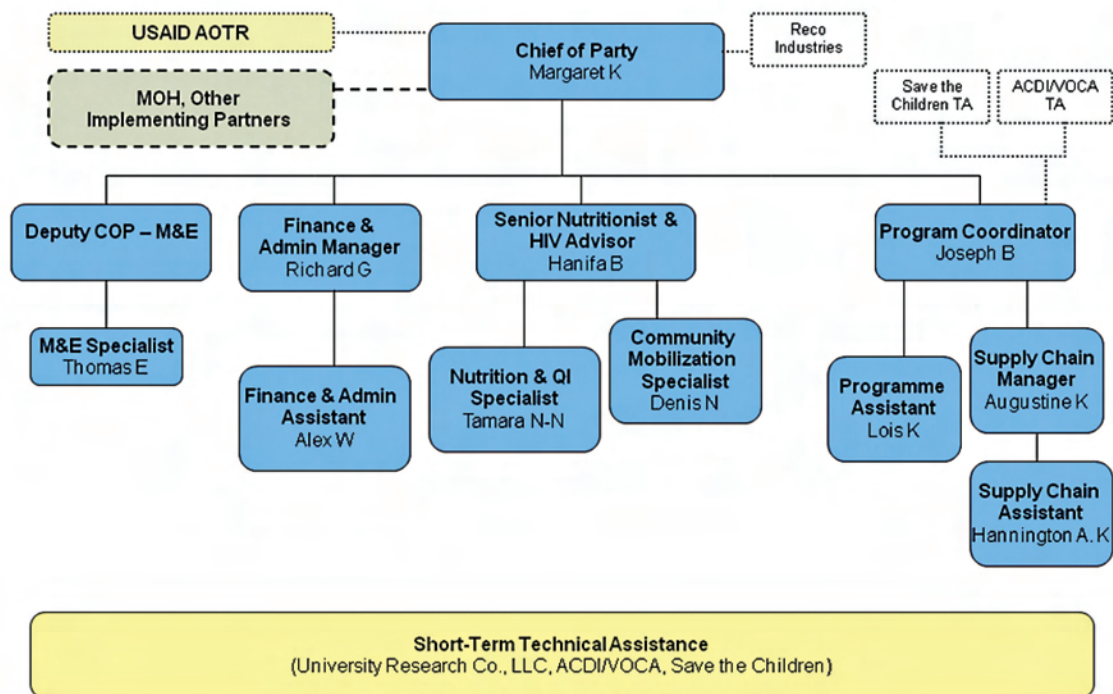 USAID AOTR
Chief of Party
Margaret K
Reco
Industries
MOH, Other
Implementing Partners
Save the
Children TA
ACDI/VOCA
TA
Deputy COP – M&E
Finance &
Admin Manager
Richard G
Senior Nutritionist &
HIV Advisor
Hanifa B
Program Coordinator
Joseph B
M&E Specialist
Thomas E
Finance & Admin
Assistant
Alex W
Nutrition & QI
Specialist
Tamara N-N
Community
Mobilization
Specialist
Denis N
Programme
Assistant
Lois K
Supply Chain
Manager
Augustine K
Supply Chain
Assistant
Hannington A. K
Short-Term Technical Assistance
(University Research Co., LLC, ACDI/VOCA, Save the Children)